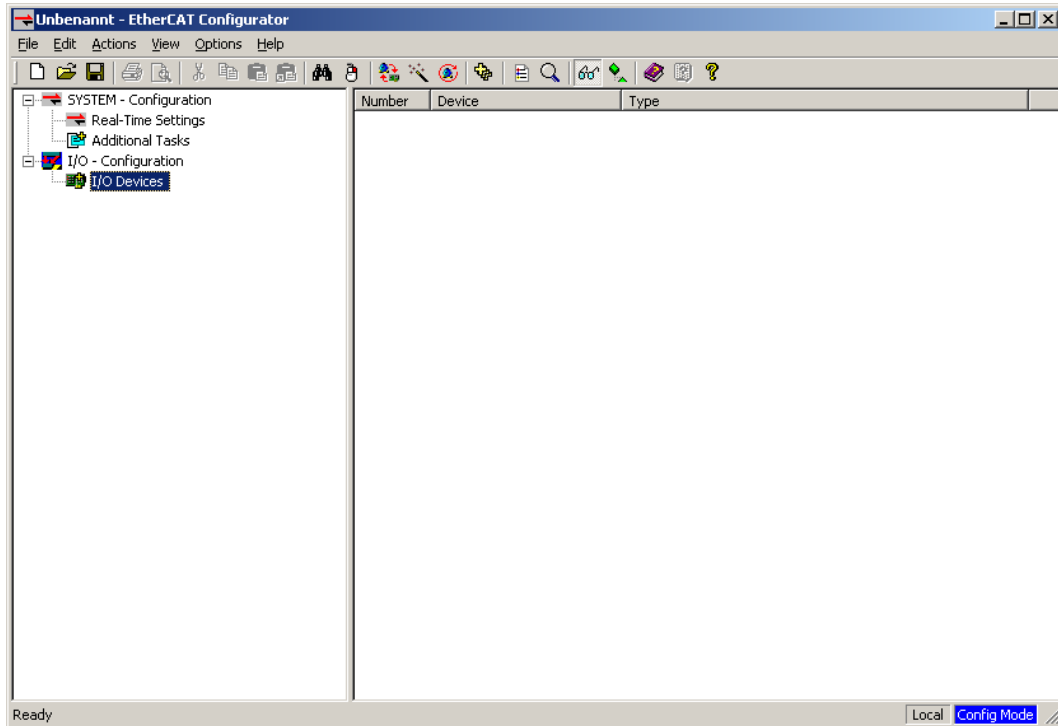 Unbenannt - EtherCAT Configurator
File Edit Actions View Options Help
SYSTEM - Configuration
Real-Time Settings
Additional Tasks
I/O - Configuration
I/O Devices
Number Device Type
Ready Local Config Mode